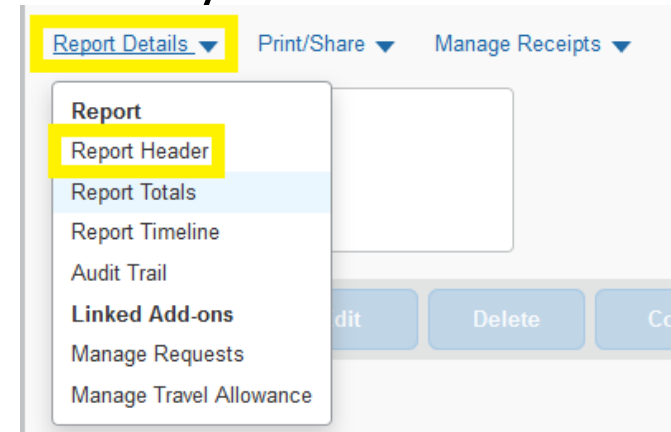 Report Details Print/Share Manage Receipts
Report
Report Header
Report Totals
Report Timeline
Audit Trail
Linked Add-ons
Delete
Manage Requests
Manage Travel Allowance